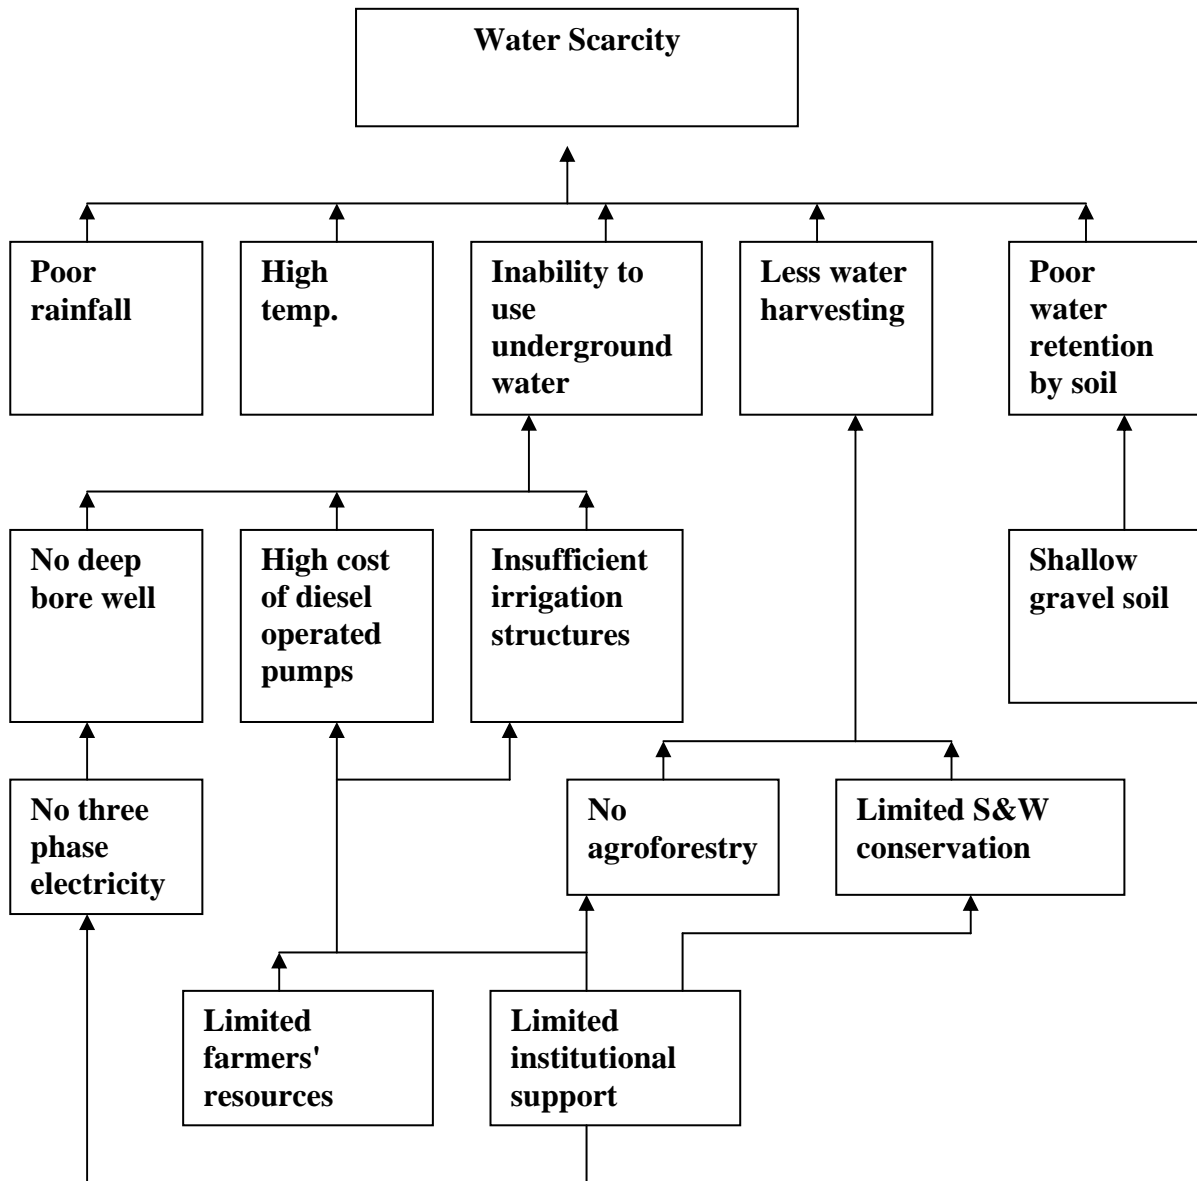 Water Scarcity
Poor
rainfall
High
temp.
Inability to
use
underground
water
Less water
harvesting
Poor
water
retention
by soil
No deep
bore well
High cost
of diesel
operated
pumps
Insufficient
irrigation
structures
Shallow
gravel soil
No three
phase
electricity
No
agroforestry
Limited S&W
conservation
Limited
farmers'
resources
Limited
institutional
support